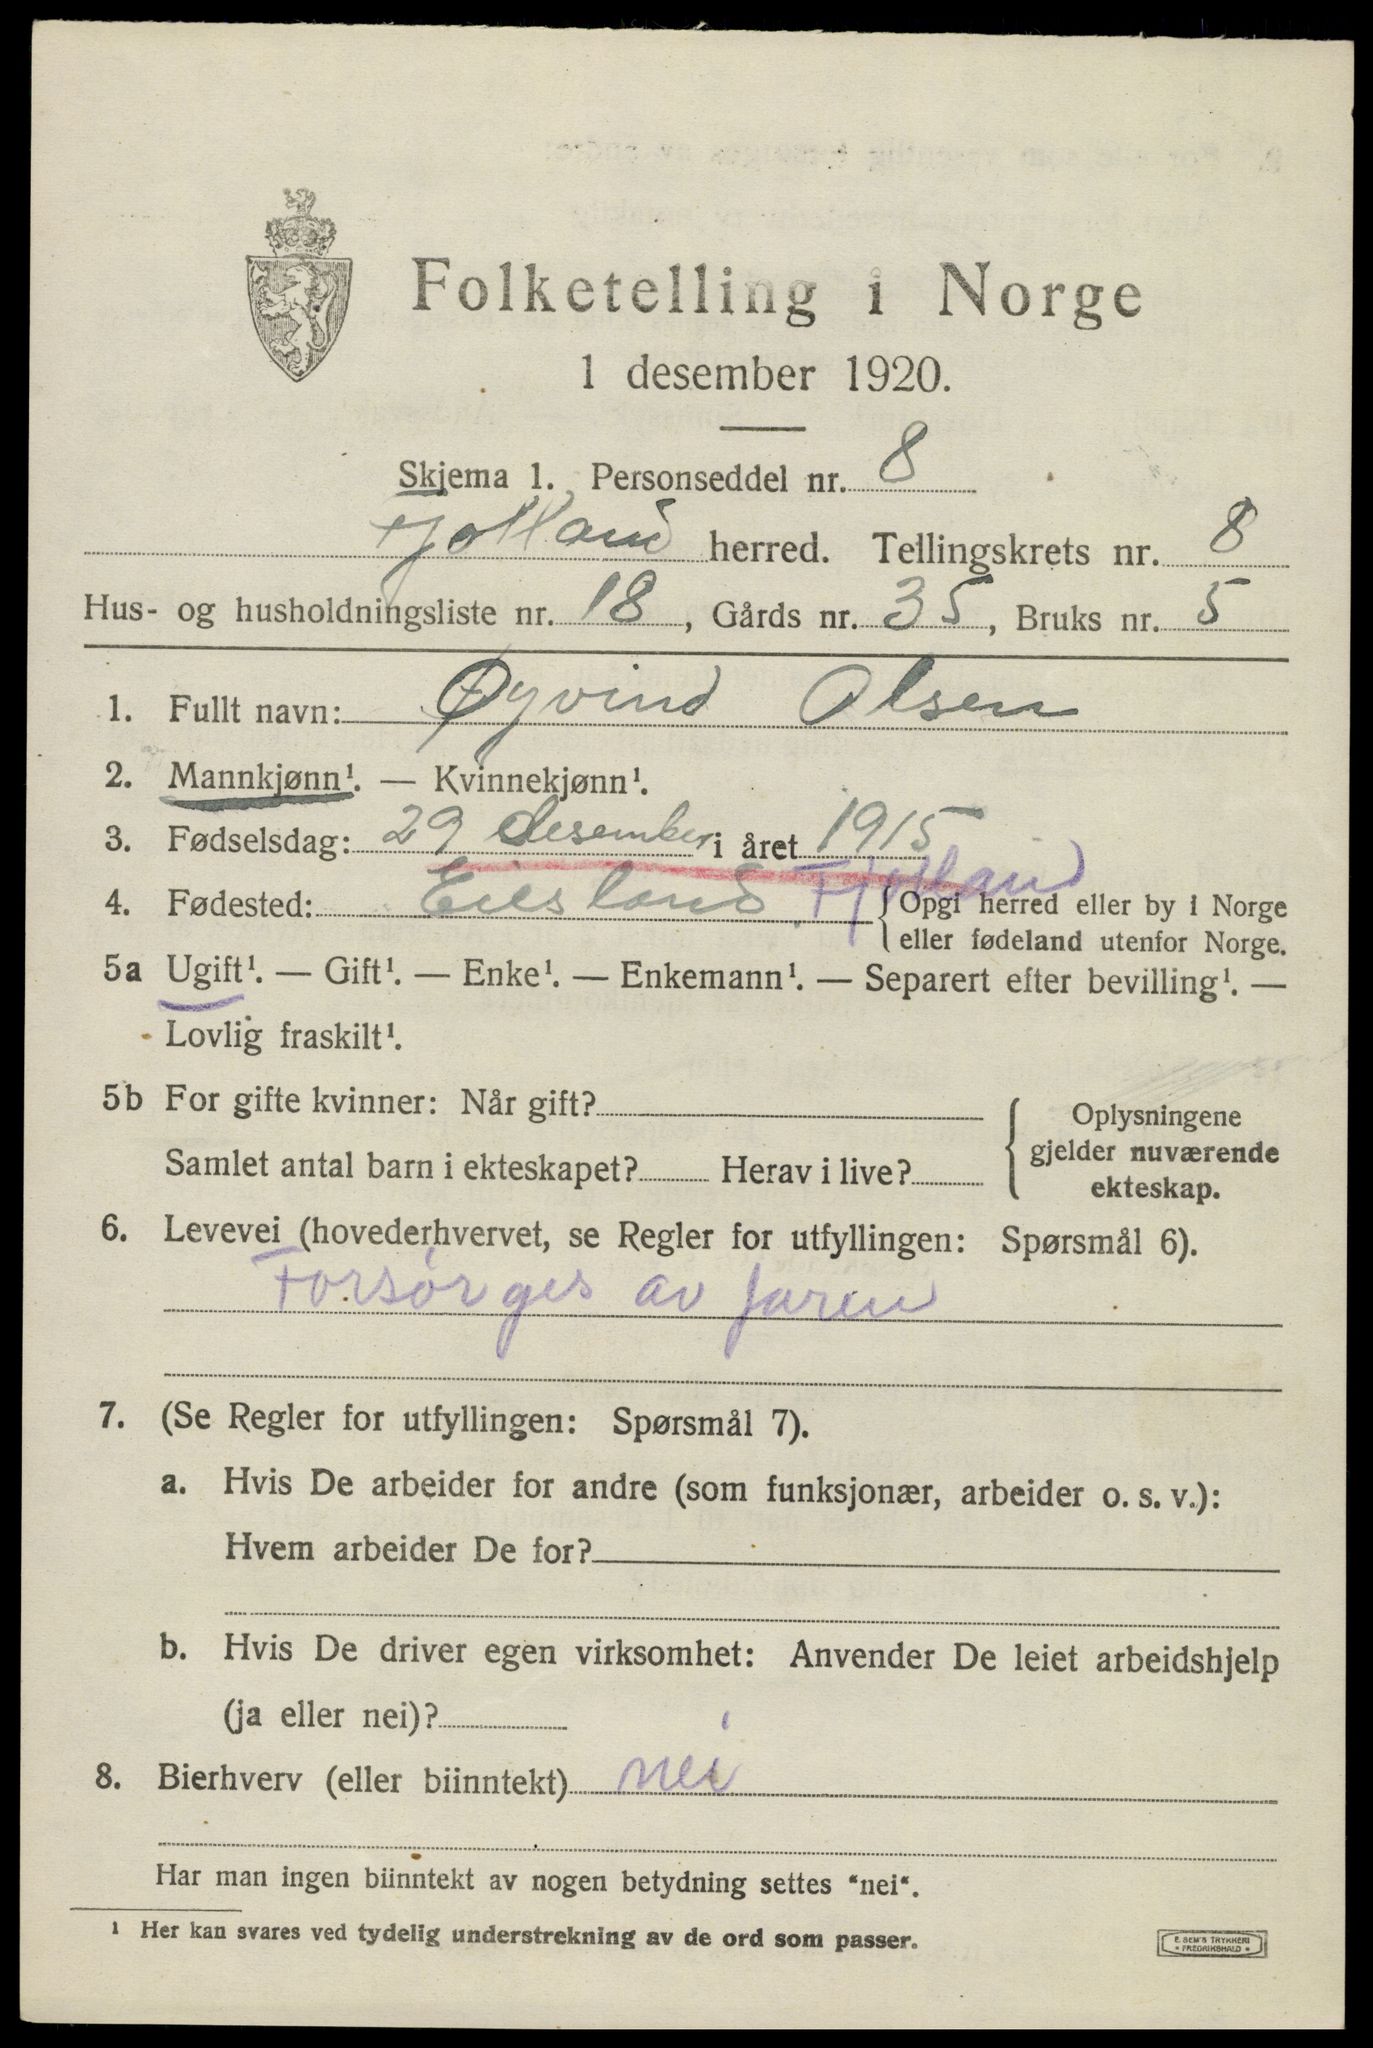 Folketelling i Norge
1 desember 1920.
Skjema 1. Personseddel nr. 8
Fjotland herred. Tellingskrets nr. 8
Hus- og husholdningsliste nr. 18, Gårds nr. 35, Bruks nr. 5
1. Fullt navn: Øyvind Olsen
2. Mannkjønn¹. — Kvinnekjønn¹.
3. Fødselsdag: 29 desember i året 1915
4. Fødested: Eiesland Fjotland {Opgi herred eller by i Norge
eller fødeland utenfor Norge.
5a Ugift¹. — Gift¹. — Enke¹. — Enkemann¹. — Separert efter bevilling¹. —
Lovlig fraskilt¹.
5b For gifte kvinner: Når gift?
Samlet antal barn i ekteskapet? Herav i live?
{Oplysningene
gjelder nuværende
ekteskap.
6. Levevei (hovederhvervet, se Regler for utfyllingen: Spørsmål 6).
Forsørges av faren
7. (Se Regler for utfyllingen: Spørsmål 7).
a. Hvis De arbeider for andre (som funksjonær, arbeider o. s. v.):
Hvem arbeider De for?
b. Hvis De driver egen virksomhet: Anvender De leiet arbeidshjelp
(ja eller nei)?
8. Bierhverv (eller biinntekt) nei
Har man ingen biinntekt av nogen betydning settes "nei".
¹ Her kan svares ved tydelig understrekning av de ord som passer.
E. SEM'S TRYKKERI
• FREDRIKSHALD •